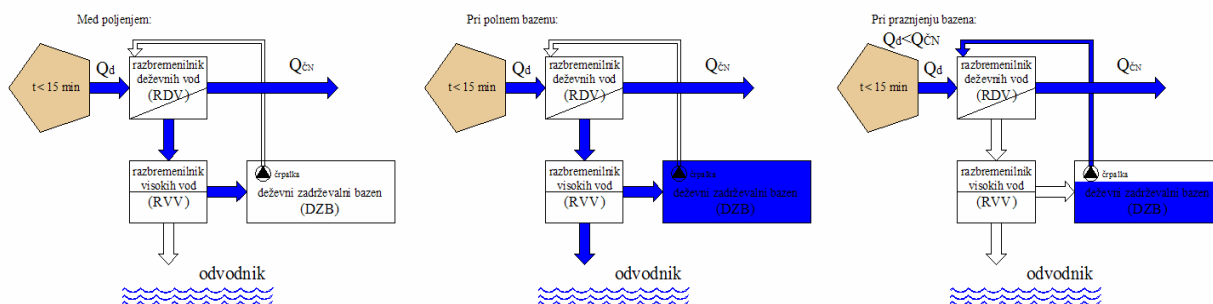 Med poljenjem:
t < 15 min
Qd
razbremenilnik
deževnih vod
(RDV)
QČN
razbremenilnik
visokih vod
(RVV)
črpalka
deževni zadrževalni bazen
(DZB)
odvodnik
Pri polnem bazenu:
t < 15 min
Qd
razbremenilnik
deževnih vod
(RDV)
QČN
razbremenilnik
visokih vod
(RVV)
črpalka
deževni zadrževalni bazen
(DZB)
odvodnik
Pri praznjenju bazena:
Qd<QČN
t < 15 min
Qd
razbremenilnik
deževnih vod
(RDV)
QČN
razbremenilnik
visokih vod
(RVV)
črpalka
deževni zadrževalni bazen
(DZB)
odvodnik